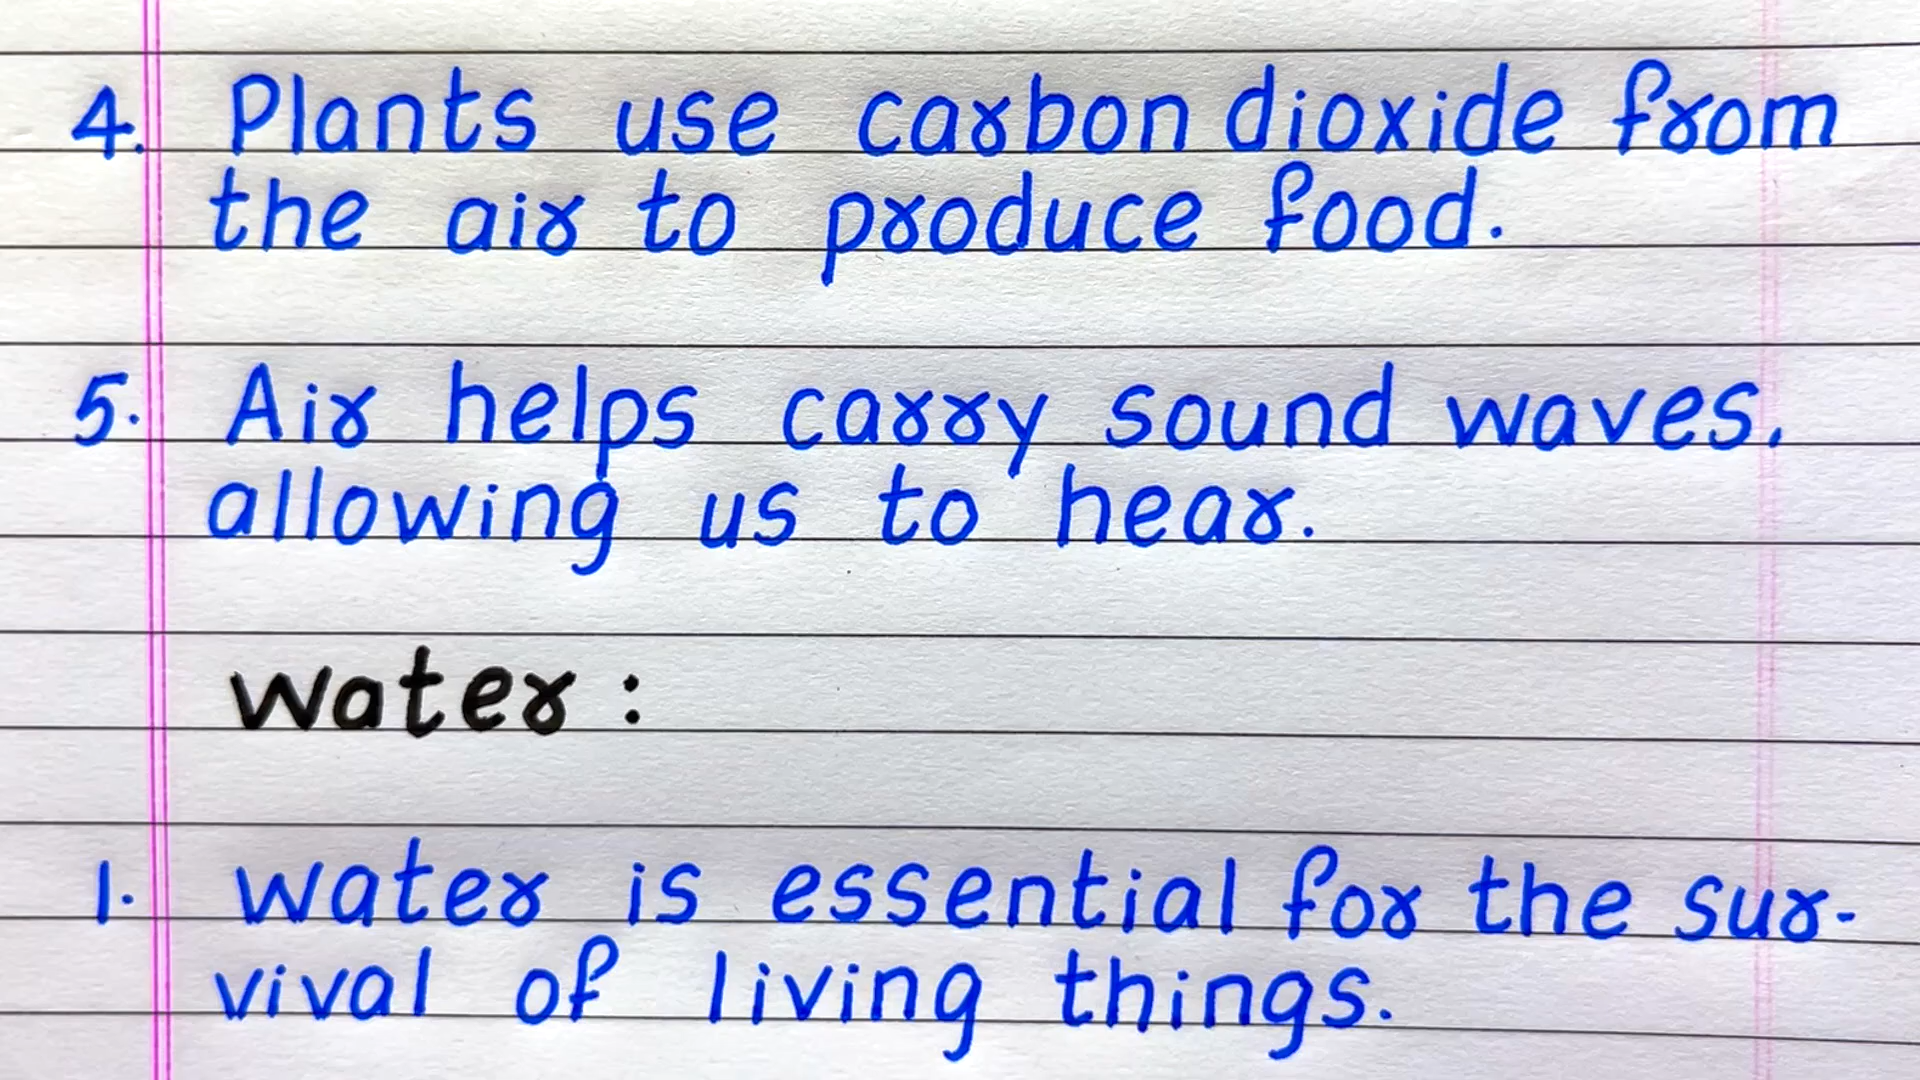 4. Plants use carbon dioxide from
the air to produce food.
5. Air helps carry sound waves,
allowing us to hear.
water :
1. water is essential for the sur-
vival of living things.